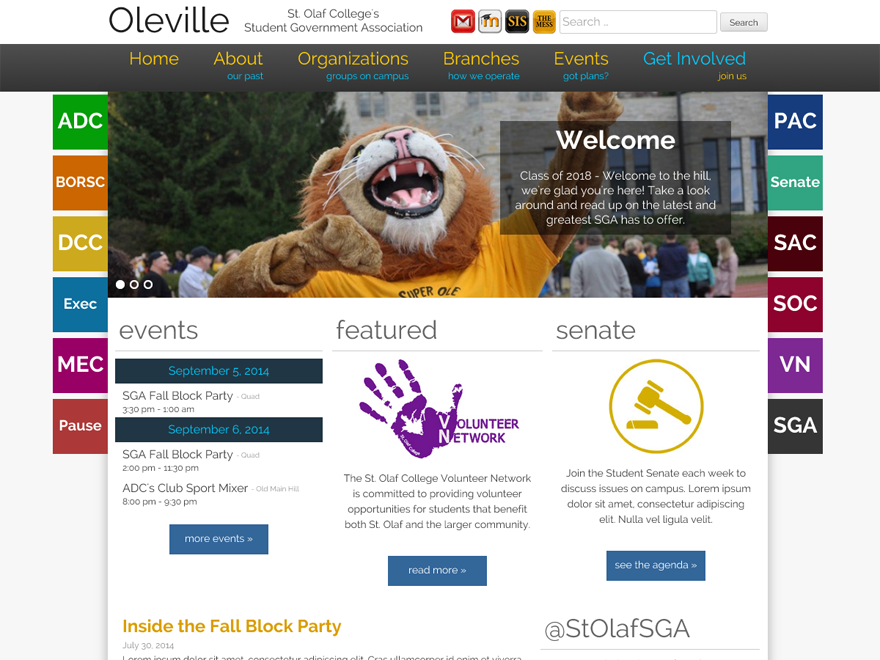 Oleville
St. Olaf College's
Student Government Association
M
m
SIS
THE
MESS
Search ...
Search
Home
About
our past
Organizations
groups on campus
Branches
how we operate
Events
got plans?
Get Involved
join us
ADC
BORSC
DCC
Exec
MEC
Pause
PAC
Senate
SAC
SOC
VN
SGA
Welcome
Class of 2018 - Welcome to the hill,
we're glad you're here! Take a look
around and read up on the latest and
greatest SGA has to offer.
SUPER OLE
events
September 5, 2014
SGA Fall Block Party - Quad
3:30 pm - 1:00 am
September 6, 2014
SGA Fall Block Party - Quad
2:00 pm - 11:30 pm
ADC's Club Sport Mixer - Old Main Hill
8:00 pm - 9:30 pm
more events »
featured
VOLUNTEER
NETWORK
The St. Olaf College Volunteer Network
is committed to providing volunteer
opportunities for students that benefit
both St. Olaf and the larger community.
read more »
senate
Join the Student Senate each week to
discuss issues on campus. Lorem ipsum
dolor sit amet, consectetur adipiscing
elit. Nulla vel ligula velit.
see the agenda »
Inside the Fall Block Party
July 30, 2014
Lorem ipsum dolor sit amet, consectetur adipiscing elit. Cras ullamcorper id enim et viverra.
@StOlafSGA